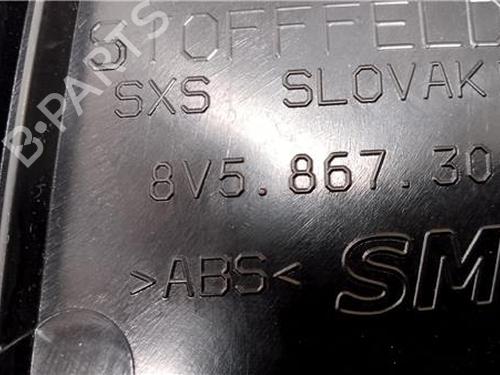 STOFFFELD
SXS SLOVAK
8V5.867.30
>ABS< SM
B-PARTS